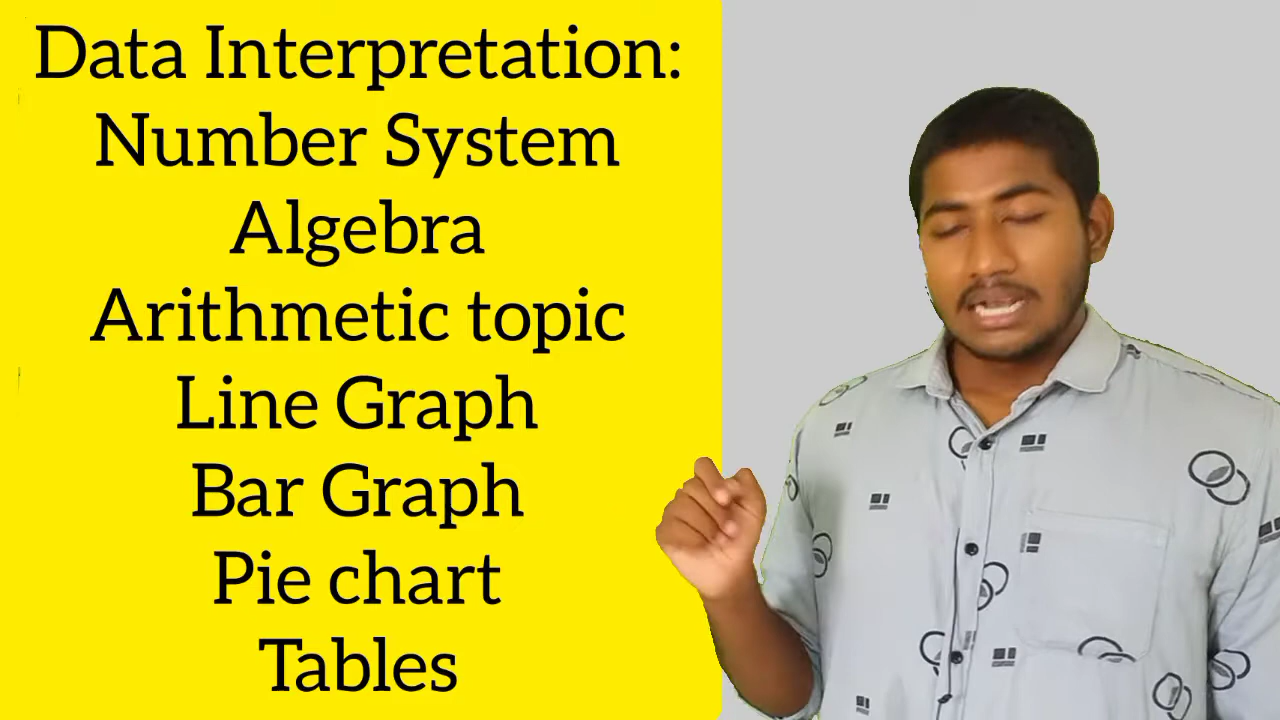 Data Interpretation:
Number System
Algebra
Arithmetic topic
Line Graph
Bar Graph
Pie chart
Tables